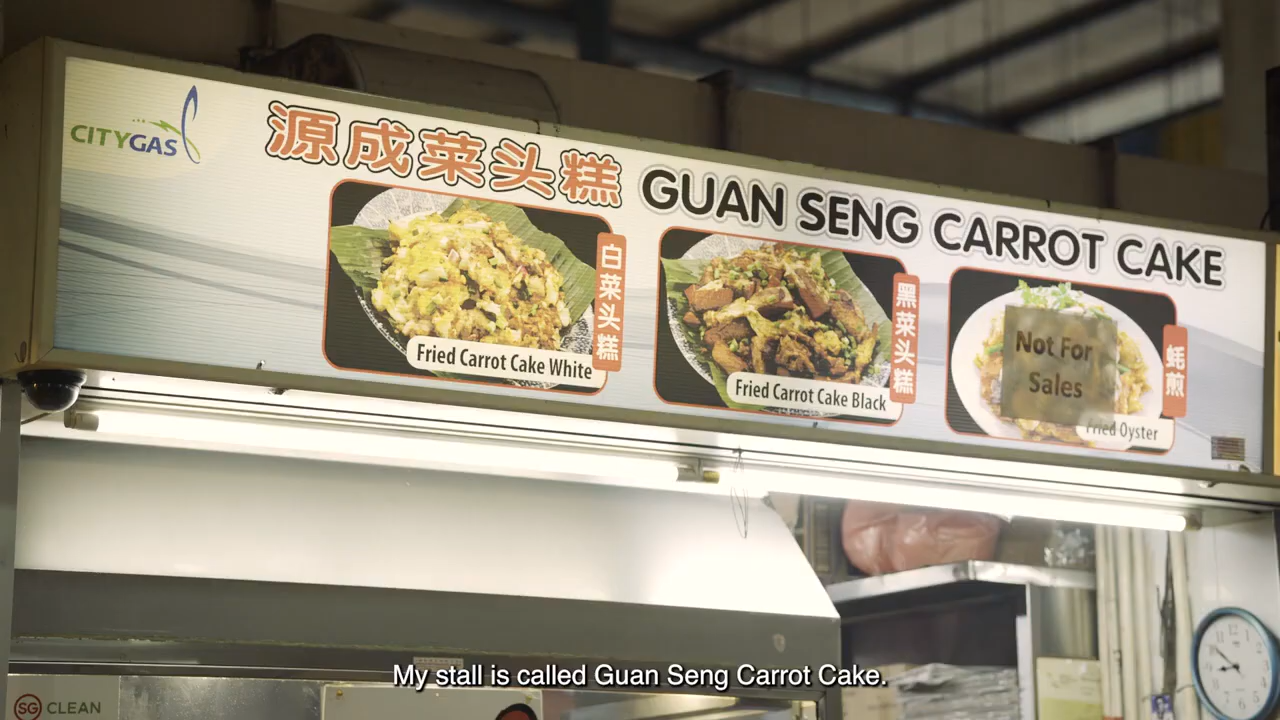 CITYGAS
源成菜头糕
GUAN SENG CARROT CAKE
白菜头糕
Fried Carrot Cake White
黑菜头糕
Fried Carrot Cake Black
Not For
Sales
蚝煎
Fried Oyster
My stall is called Guan Seng Carrot Cake.
SG CLEAN